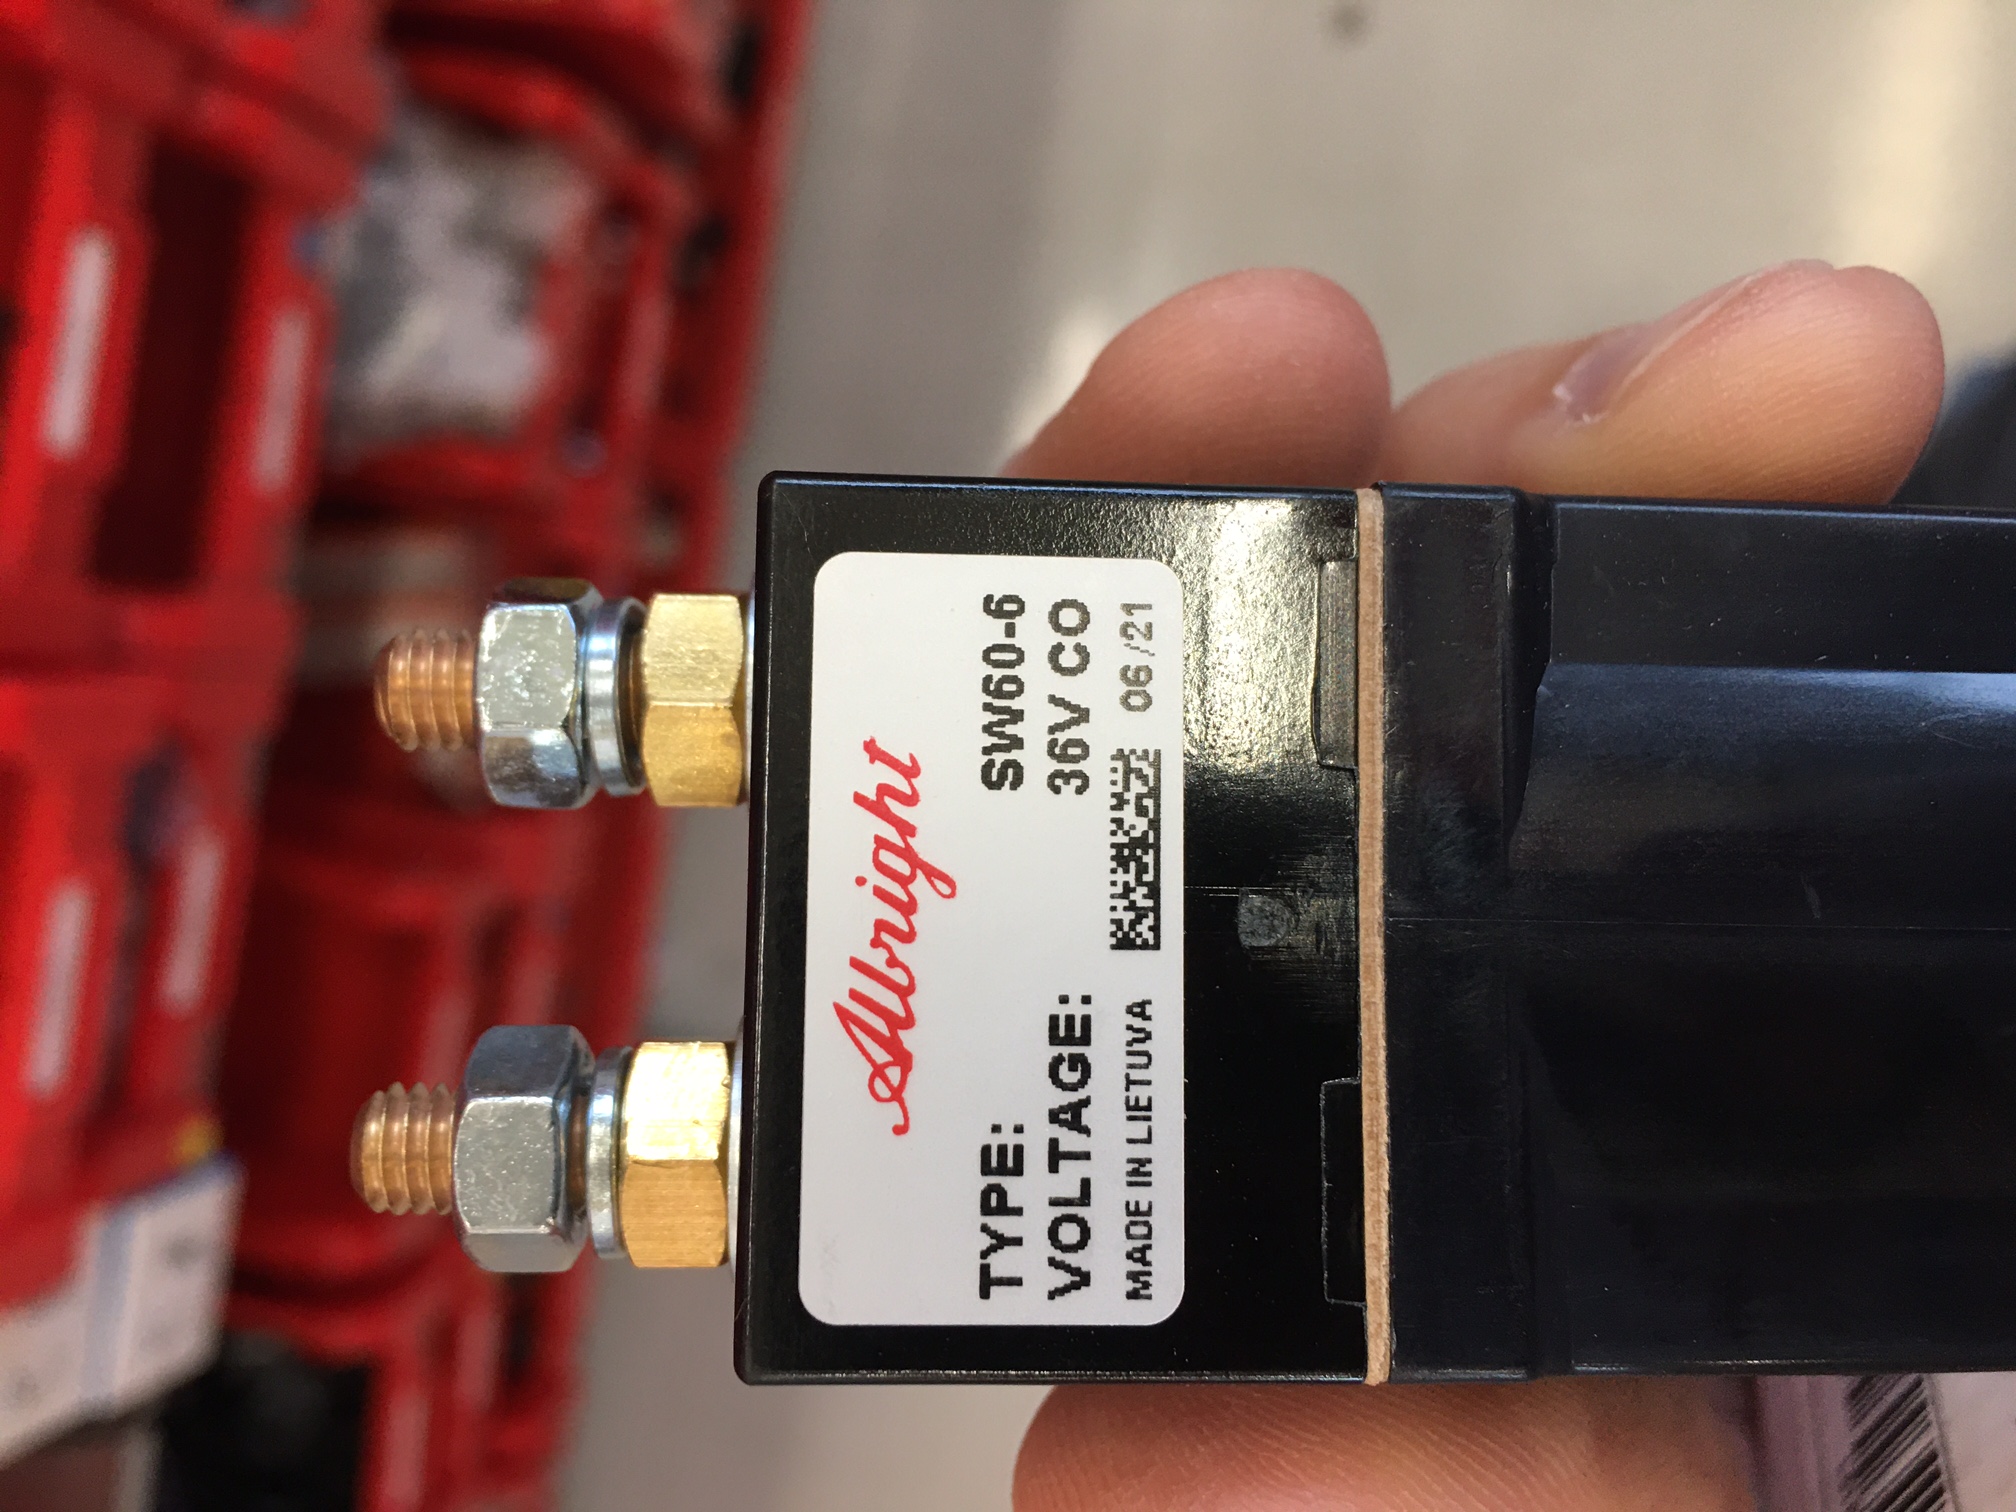 Albright
TYPE: SW60-6
VOLTAGE: 36V CO
MADE IN LIETUVA 06/21